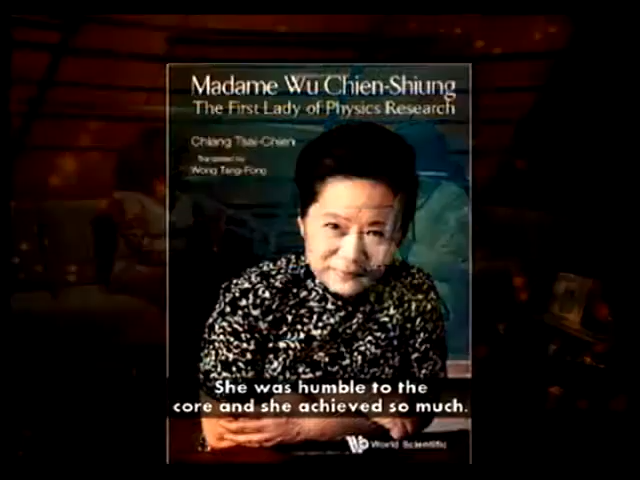 Madame Wu Chien-Shiung
The First Lady of Physics Research
Chiang Tsai-Chien
Translated by
Wong Tang-Fong
She was humble to the
core and she achieved so much.
World Scientific